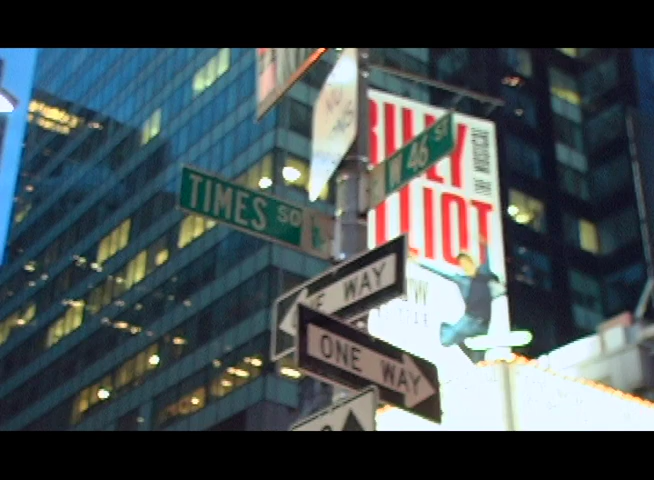 BILLY
ELLIOT
THE MUSICAL
W 46 ST
TIMES SQ
ONE WAY
ONE WAY